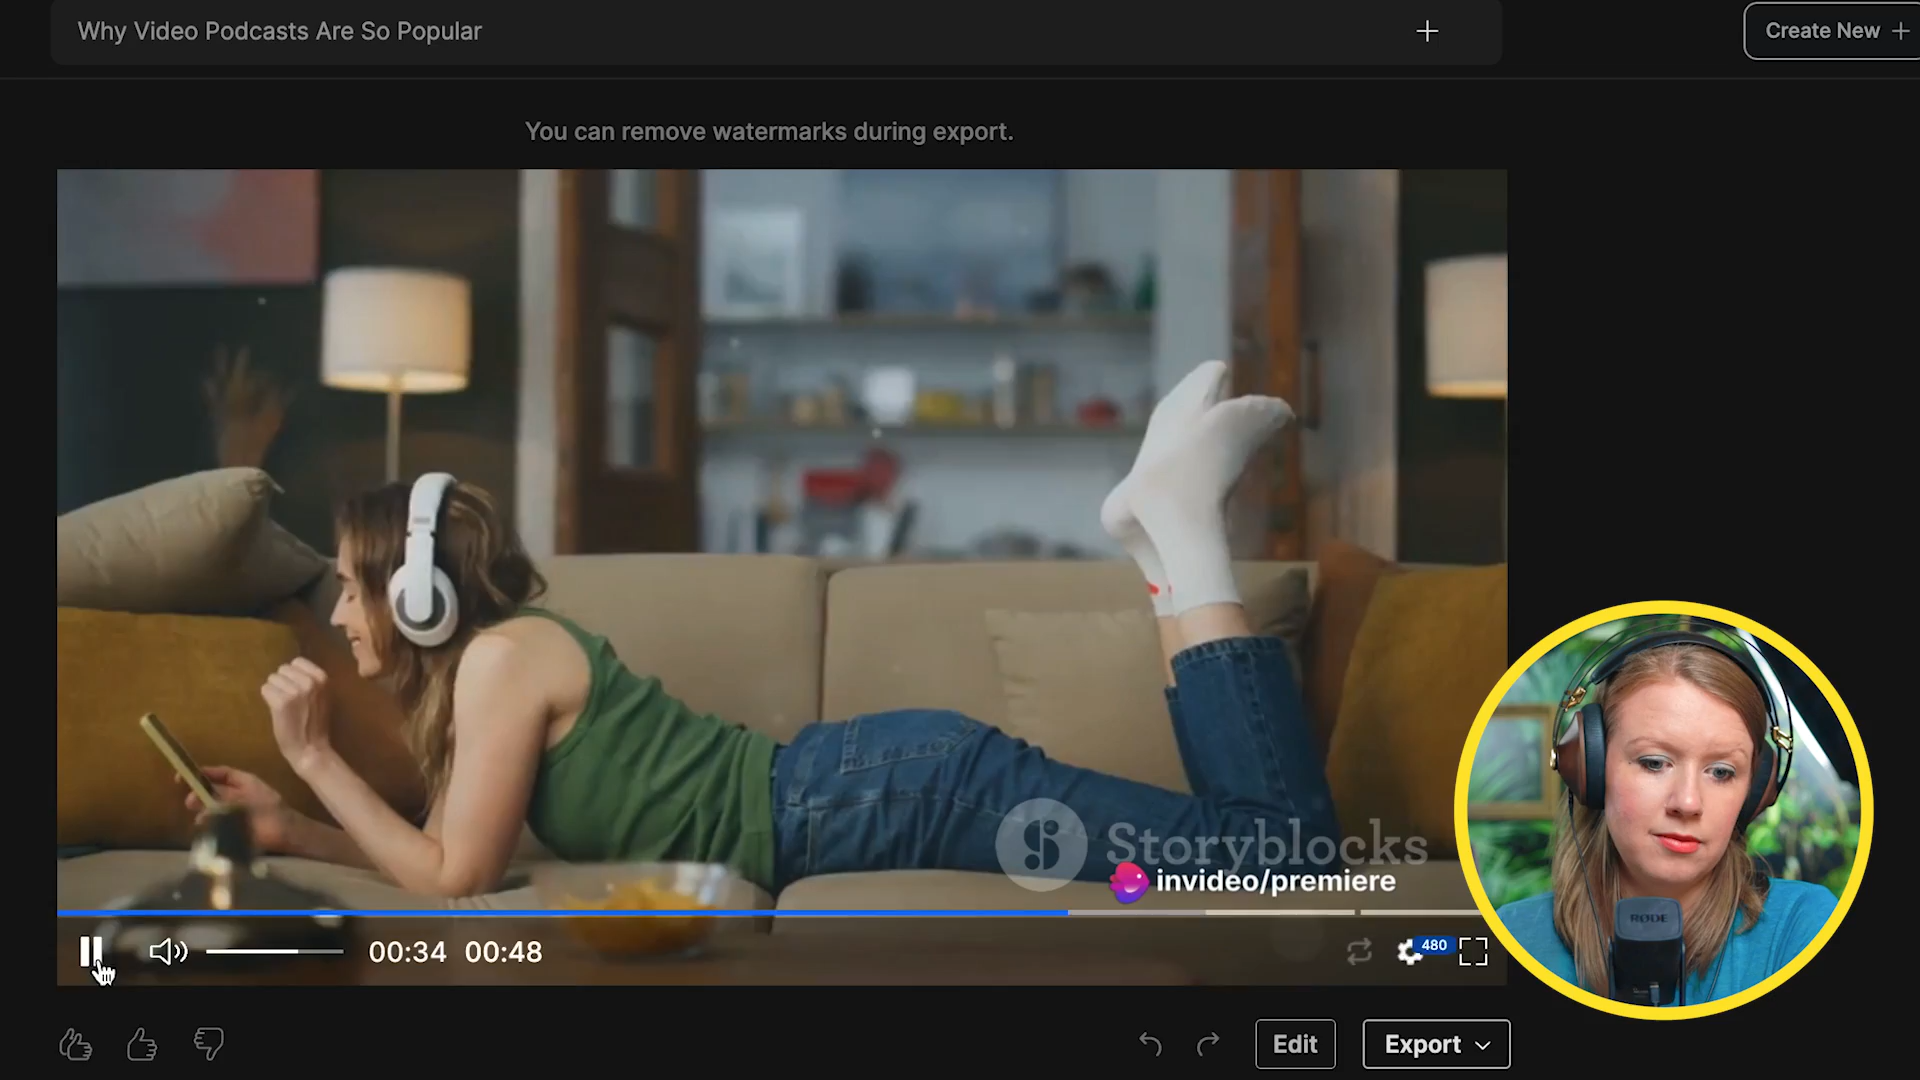 Why Video Podcasts Are So Popular
Create New
You can remove watermarks during export.
Storyblocks
invideo/premiere
00:34 00:48
480
RØDE
Edit
Export